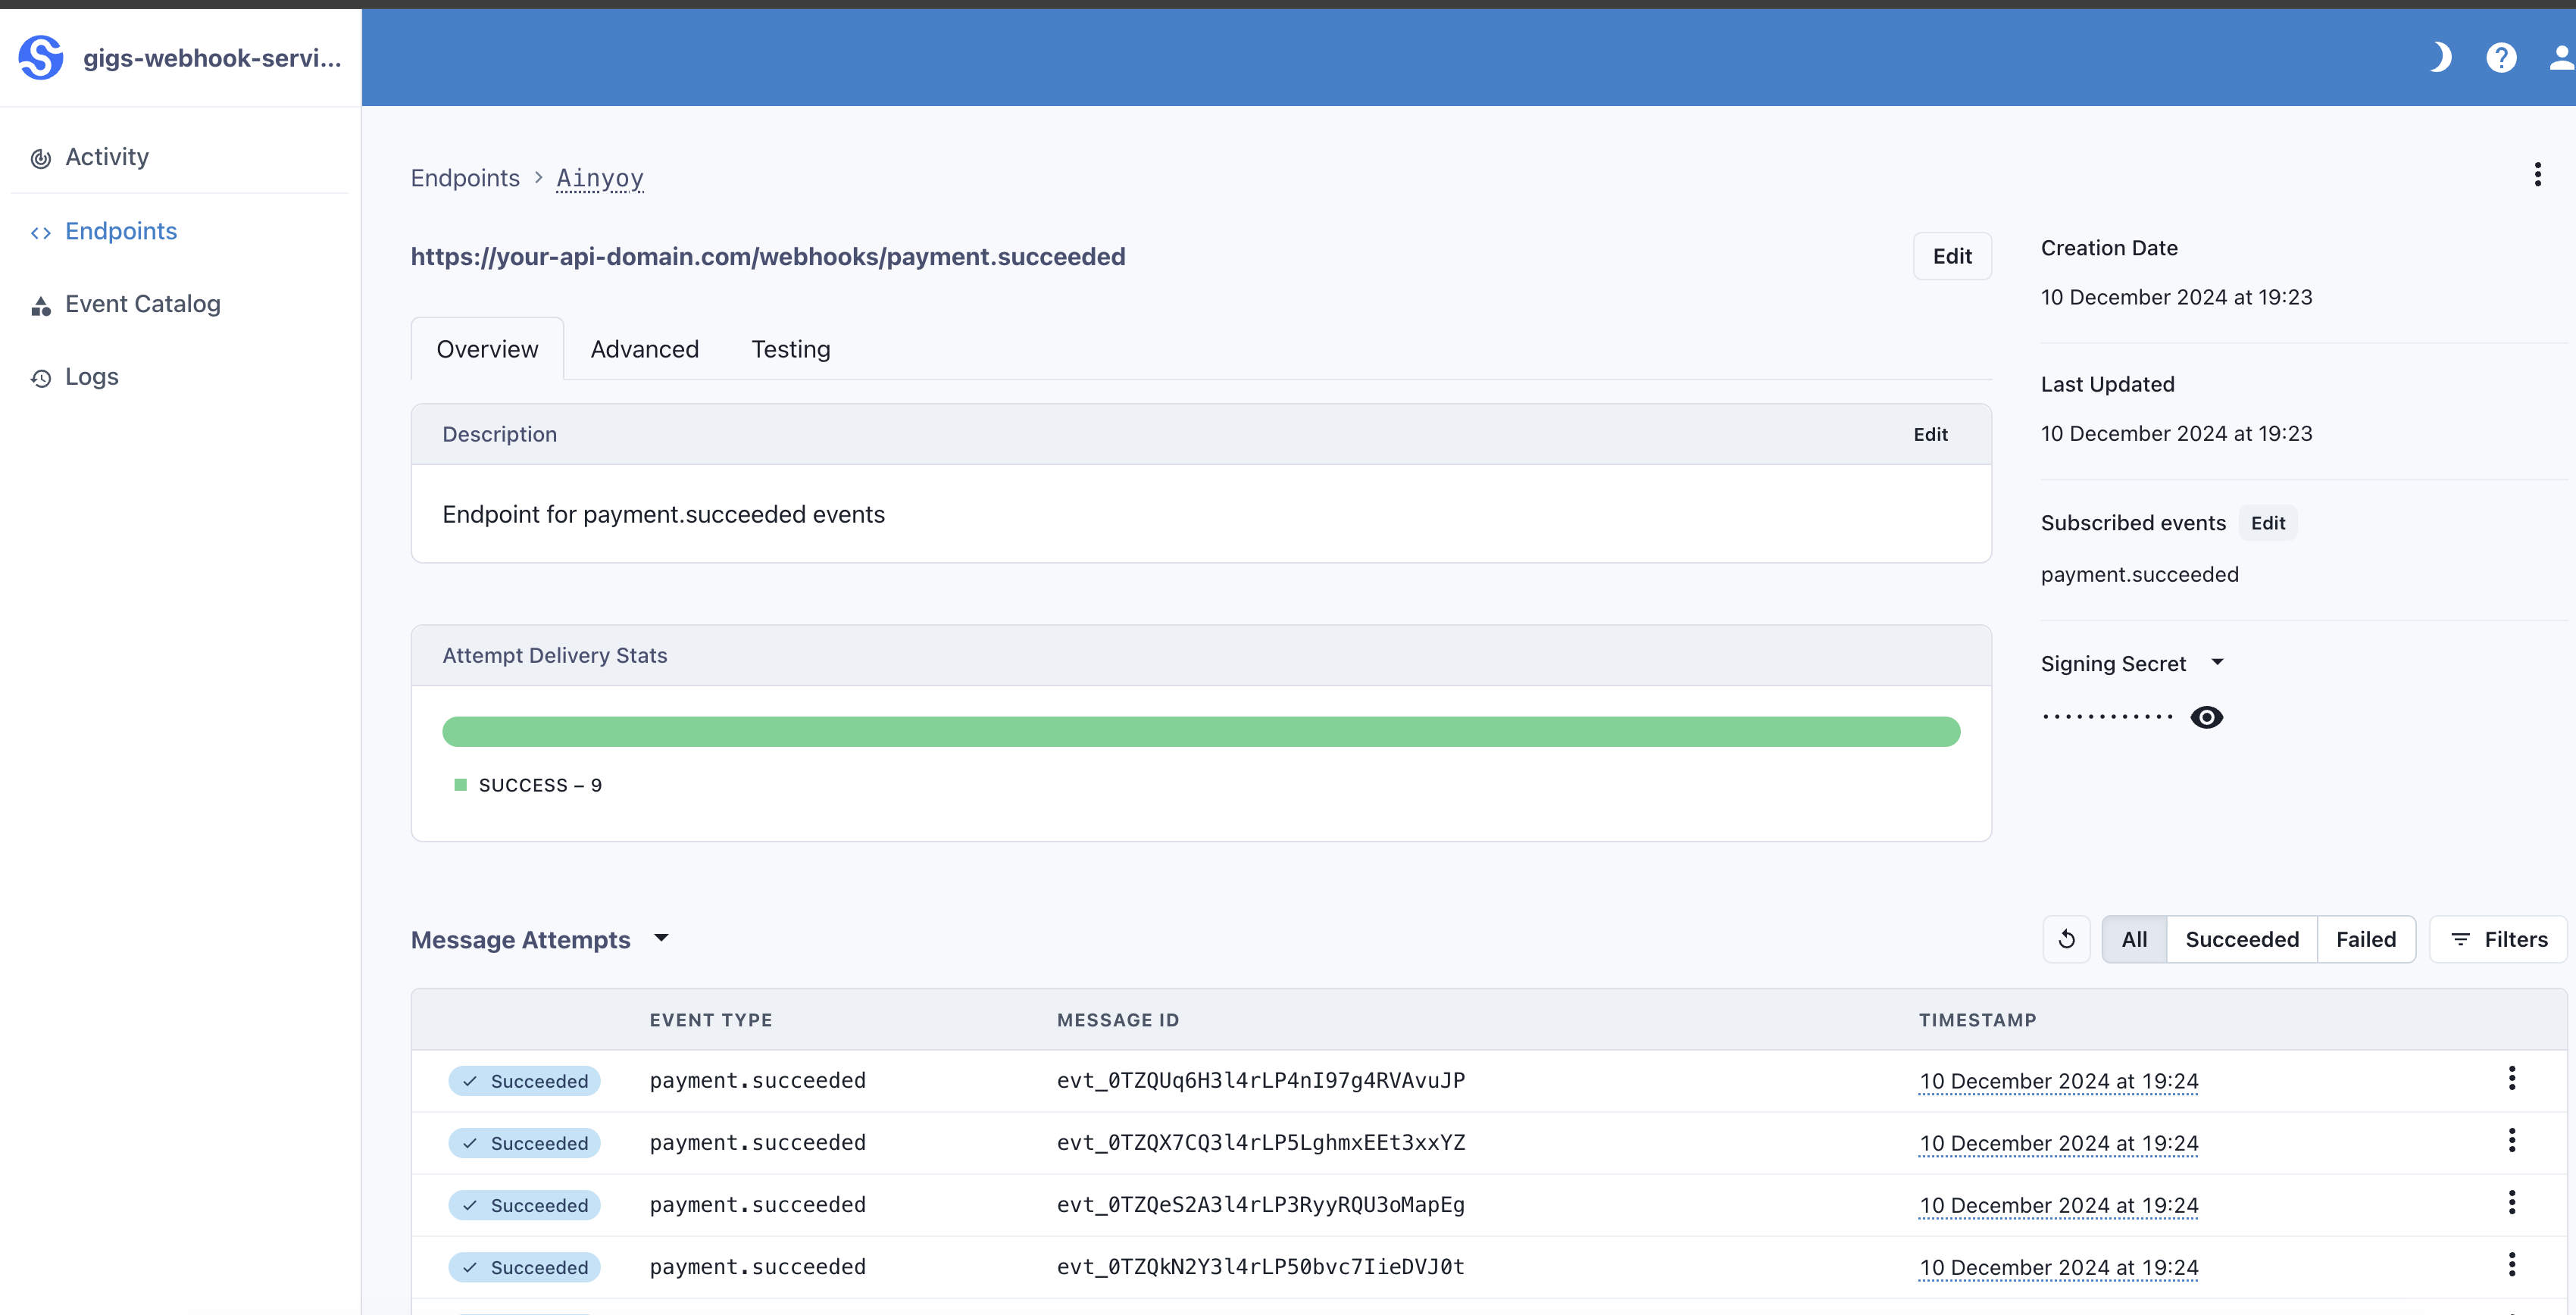 gigs-webhook-servi...
Activity
Endpoints
Event Catalog
Logs
Endpoints > Ainyoy
https://your-api-domain.com/webhooks/payment.succeeded
Edit
Overview Advanced Testing
Description Edit
Endpoint for payment.succeeded events
Attempt Delivery Stats
SUCCESS – 9
Creation Date
10 December 2024 at 19:23
Last Updated
10 December 2024 at 19:23
Subscribed events Edit
payment.succeeded
Signing Secret
............
Message Attempts
All Succeeded Failed Filters
EVENT TYPE MESSAGE ID TIMESTAMP
Succeeded payment.succeeded evt_0TZQUq6H3l4rLP4nI97g4RVAvuJP 10 December 2024 at 19:24
Succeeded payment.succeeded evt_0TZQX7CQ3l4rLP5LghmxEEt3xxYZ 10 December 2024 at 19:24
Succeeded payment.succeeded evt_0TZQeS2A3l4rLP3RyyRQU3oMapEg 10 December 2024 at 19:24
Succeeded payment.succeeded evt_0TZQkN2Y3l4rLP50bvc7IieDVJ0t 10 December 2024 at 19:24